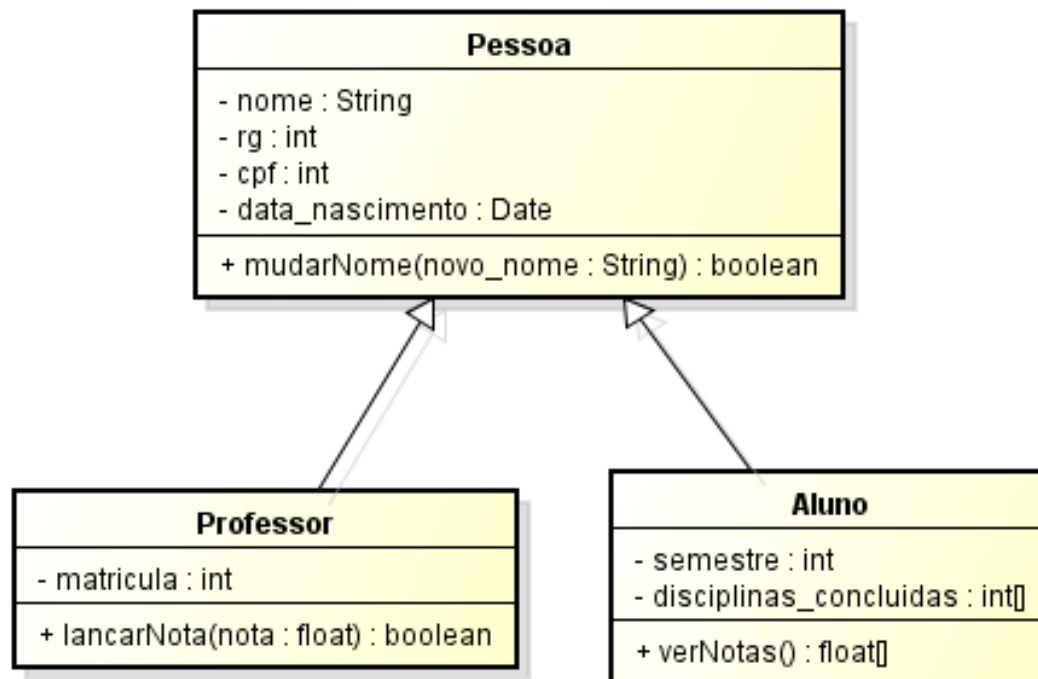 Pessoa
- nome : String
- rg : int
- cpf : int
- data_nascimento : Date
+ mudarNome(novo_nome : String) : boolean
Professor
- matricula : int
+ lancarNota(nota : float) : boolean
Aluno
- semestre : int
- disciplinas_concluidas : int[]
+ verNotas() : float[]